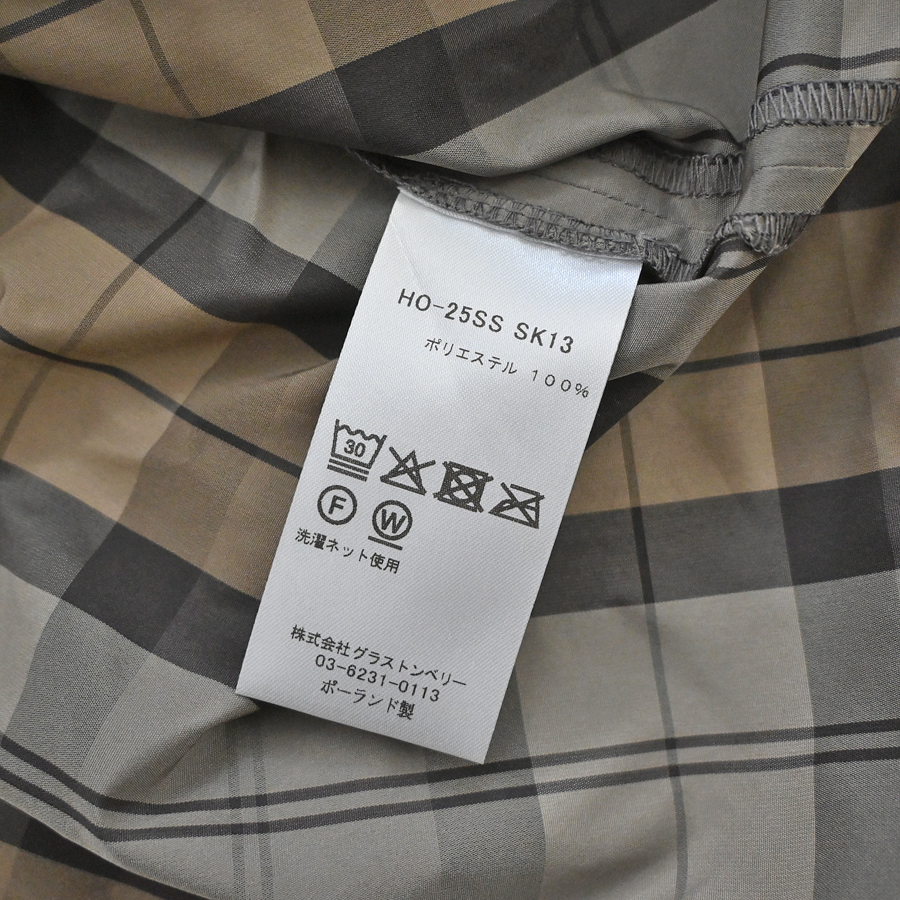 HO-25SS SK13
ポリエステル 100%
30
F W
洗濯ネット使用
株式会社グラストンベリー
03-6231-0113
ポーランド製